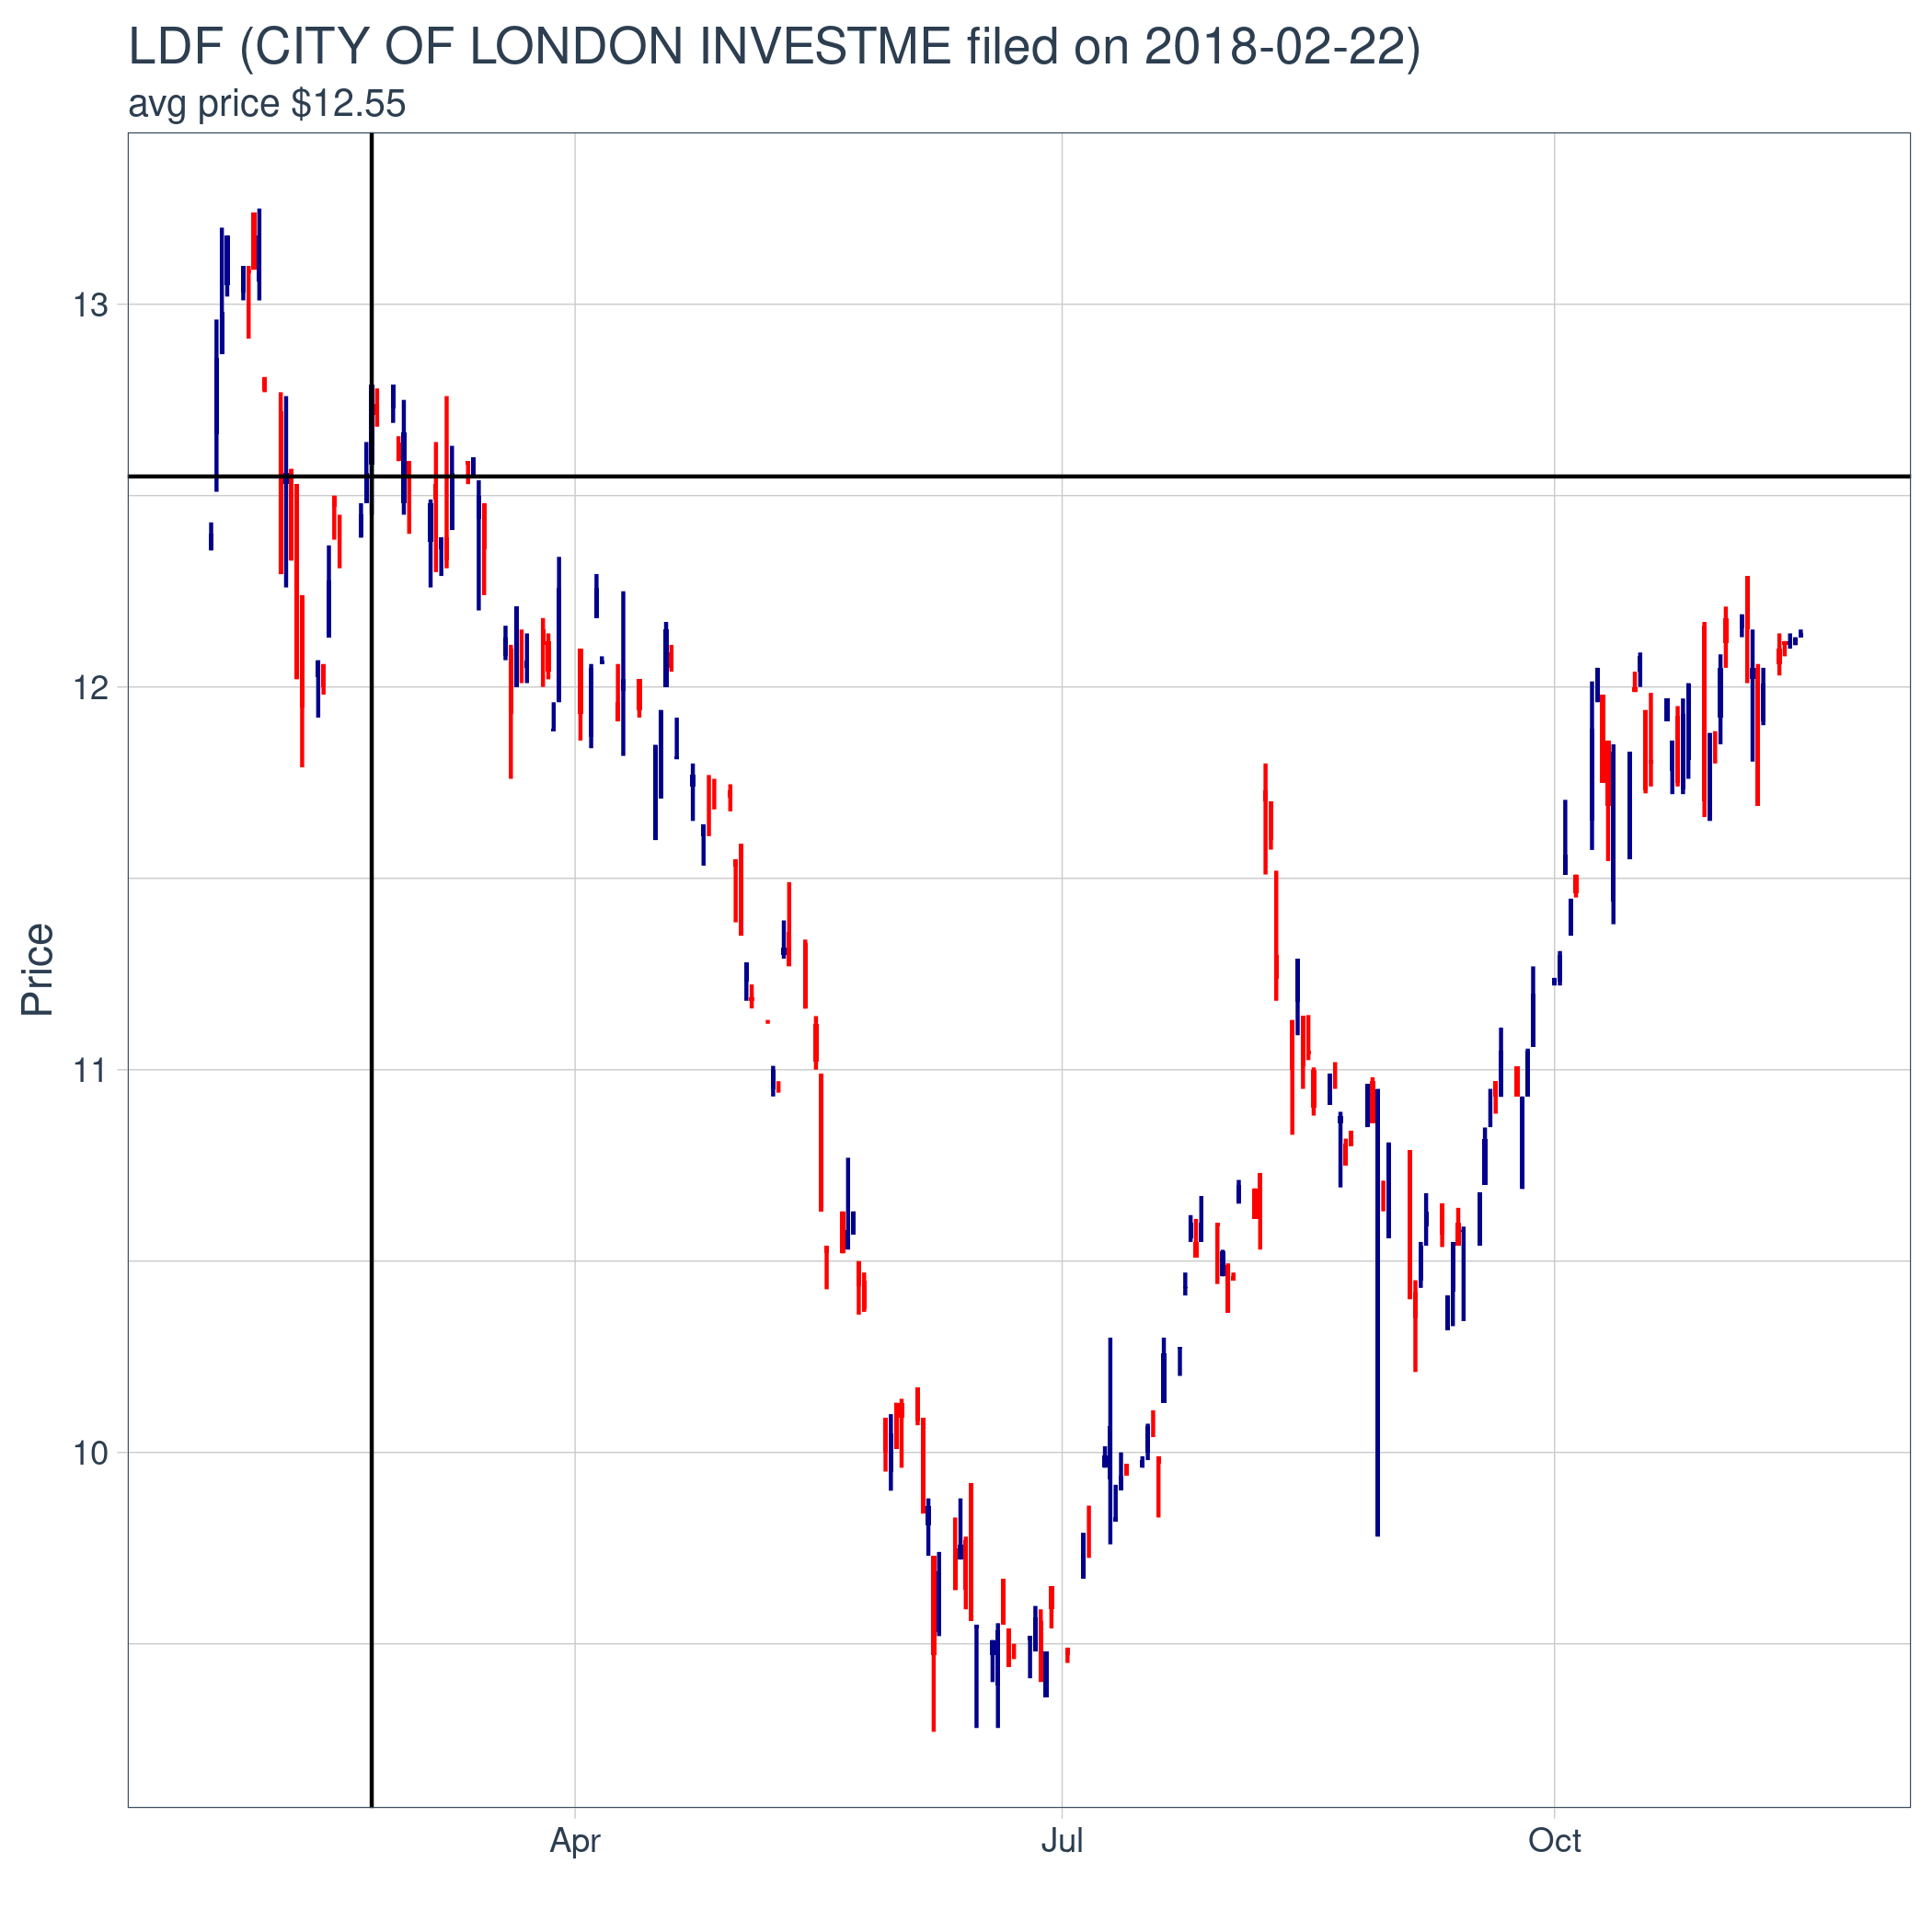 LDF (CITY OF LONDON INVESTME filed on 2018-02-22)
avg price $12.55
13
12
11
10
Price
Apr
Jul
Oct